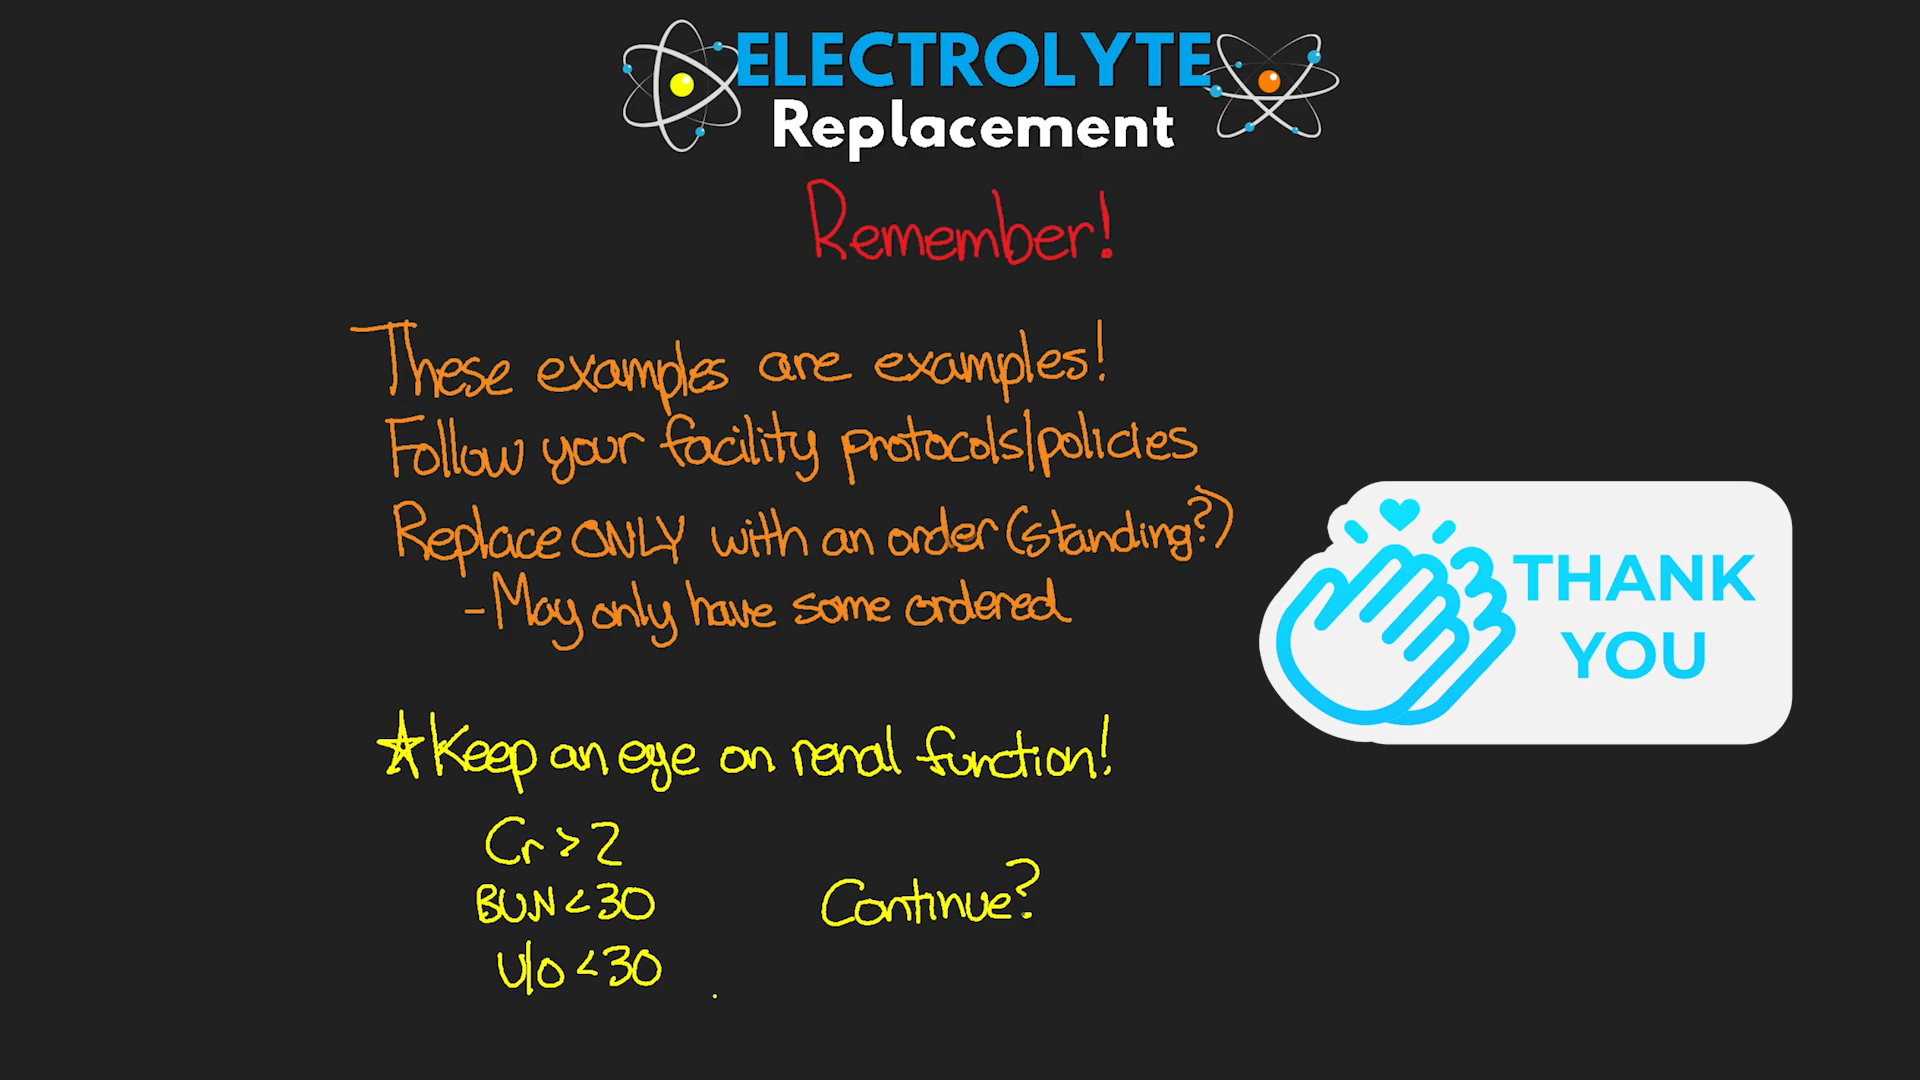 ELECTROLYTE
Replacement
Remember!
These examples are examples!
Follow your facility protocols/policies
Replace ONLY with an order (standing?)
- May only have some ordered
THANK
YOU
☆Keep an eye on renal function!
Cr > 2
BUN < 30
U/o < 30
Continue?